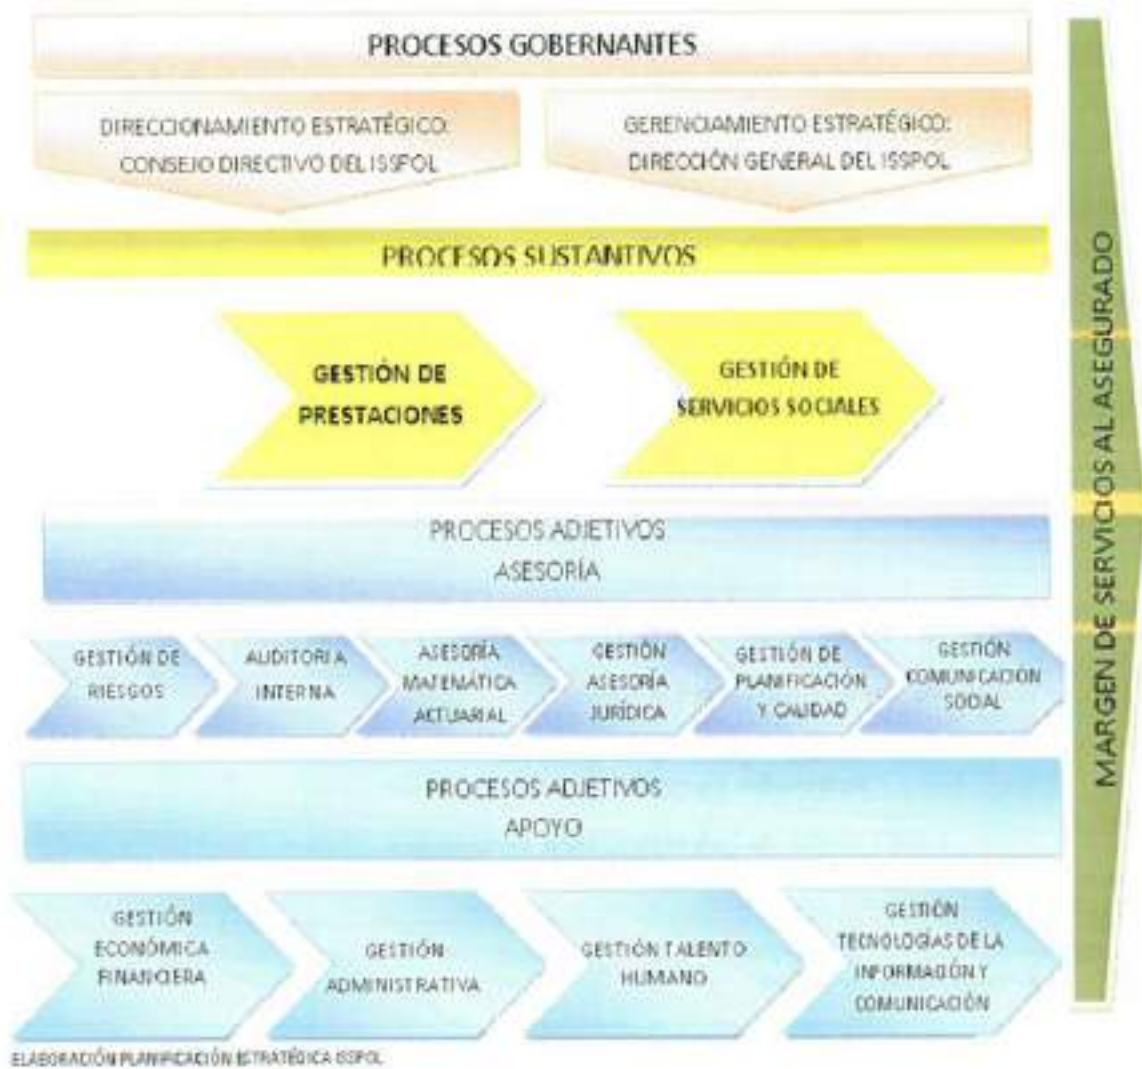 PROCESOS GOBERNANTES
DIRECCIONAMIENTO ESTRATÉGICO:
CONSEJO DIRECTIVO DEL ISSPOL
GERENCIAMIENTO ESTRATÉGICO:
DIRECCIÓN GENERAL DEL ISSPOL
PROCESOS SUSTANTIVOS
GESTIÓN DE
PRESTACIONES
GESTIÓN DE
SERVICIOS SOCIALES
PROCESOS ADJETIVOS
ASESORÍA
GESTIÓN DE
RIESGOS
AUDITORIA
INTERNA
ASESORÍA
MATEMÁTICA
ACTUARIAL
GESTIÓN
ASESORÍA
JURÍDICA
GESTIÓN DE
PLANIFICACIÓN
Y CALIDAD
GESTIÓN
COMUNICACIÓN
SOCIAL
PROCESOS ADJETIVOS
APOYO
GESTIÓN
ECONÓMICA
FINANCIERA
GESTIÓN
ADMINISTRATIVA
GESTIÓN TALENTO
HUMANO
GESTIÓN
TECNOLOGÍAS DE LA
INFORMACIÓN Y
COMUNICACIÓN
MARGEN DE SERVICIOS AL ASEGURADO
ELABORACIÓN PLANIFICACIÓN ESTRATÉGICA ISSPOL